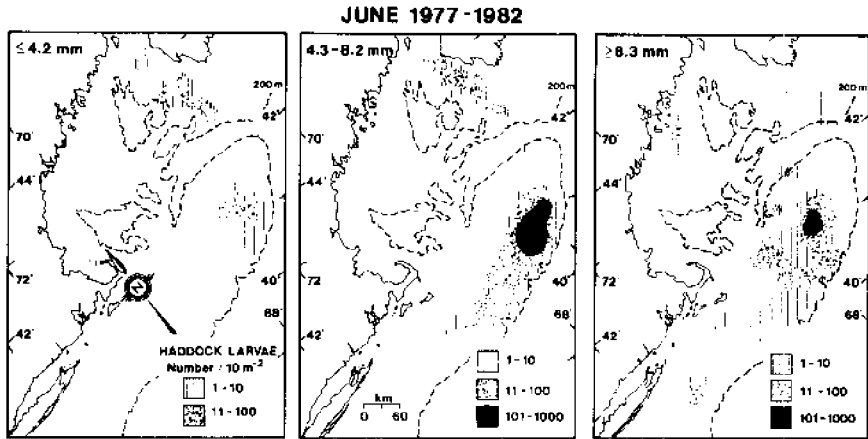 JUNE 1977-1982
≤4.2 mm
200m
42°
70°
44°
72°
40°
68°
42°
N
HADDOCK LARVAE
Number / 10 m⁻²
1-10
11-100
4.3-8.2 mm
200m
42°
70°
44°
72°
40°
68°
42°
km
0 60
1-10
11-100
101-1000
≥8.3 mm
200m
42°
70°
44°
72°
40°
68°
42°
1-10
11-100
101-1000